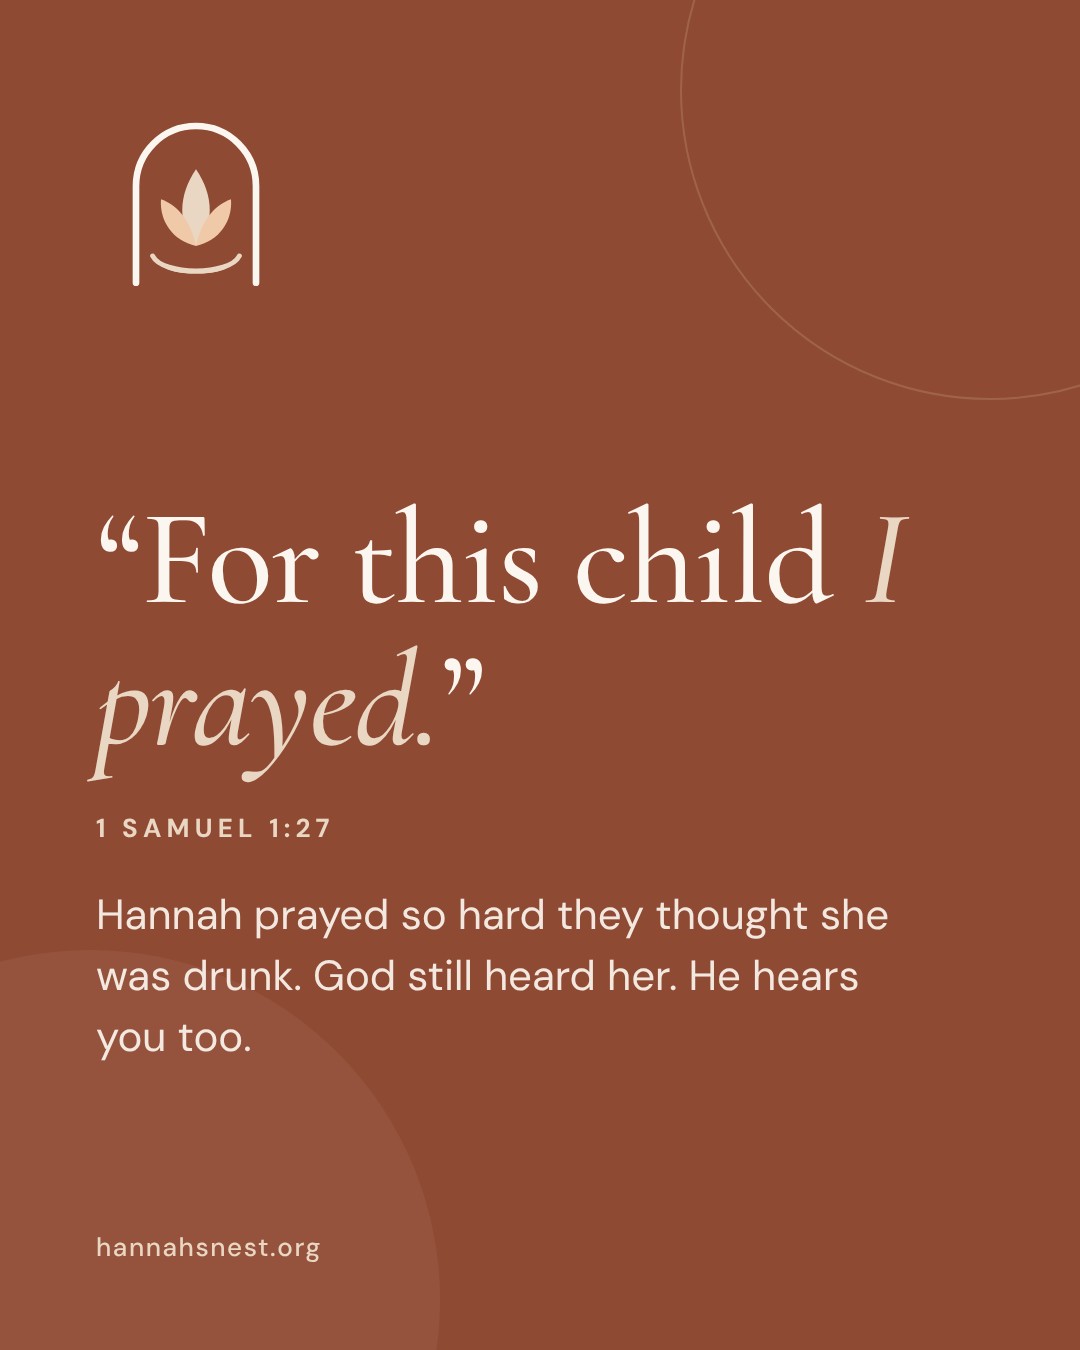 “For this child I
prayed.”
1 SAMUEL 1:27
Hannah prayed so hard they thought she
was drunk. God still heard her. He hears
you too.
hannahsnest.org